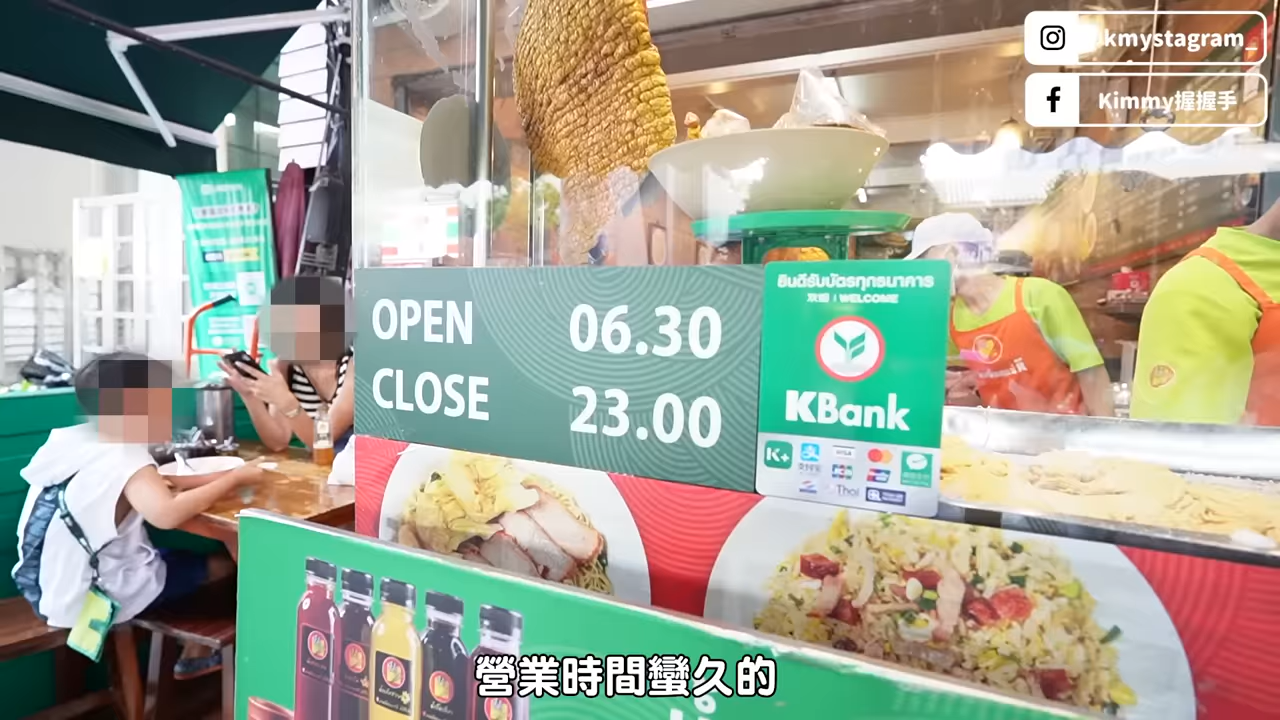 kmystagram_
Kimmy握握手
OPEN 06.30
CLOSE 23.00
ยินดีรับบัตรทุกธนาคาร
欢迎 | WELCOME
KBank
K+
VISA
營業時間蠻久的